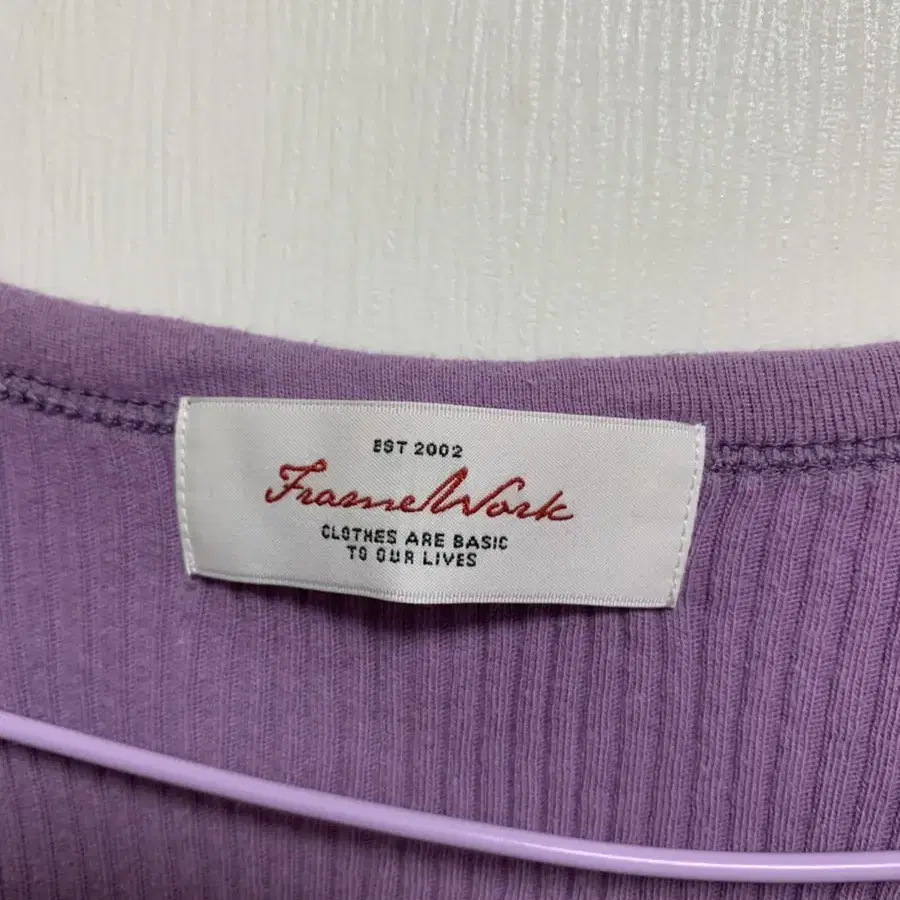 EST 2002
FrameWork
CLOTHES ARE BASIC
TO OUR LIVES